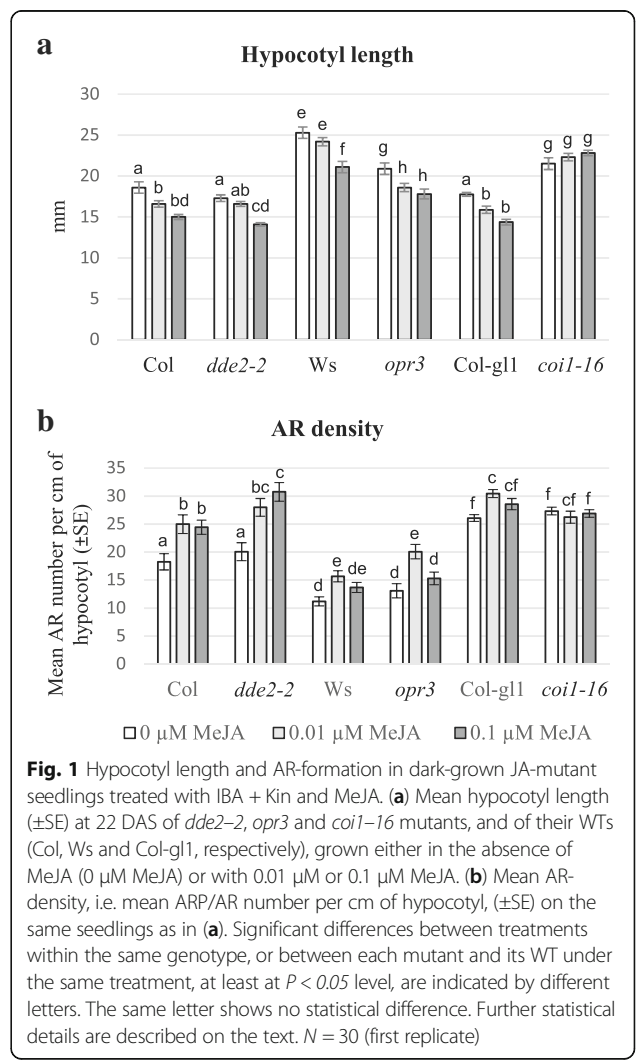 a
Hypocotyl length
30
25
20
15
10
5
0
mm
a b bd a ab cd e e f g h h a b b g g g
Col dde2-2 Ws opr3 Col-gl1 coi1-16
b
AR density
35
30
25
20
15
10
5
0
Mean AR number per cm of
hypocotyl (±SE)
a b b a bc c d e de d e d f c cf f cf f
Col dde2-2 Ws opr3 Col-gl1 coi1-16
0 µM MeJA 0.01 µM MeJA 0.1 µM MeJA
Fig. 1 Hypocotyl length and AR-formation in dark-grown JA-mutant
seedlings treated with IBA + Kin and MeJA. (a) Mean hypocotyl length
(±SE) at 22 DAS of dde2–2, opr3 and coi1–16 mutants, and of their WTs
(Col, Ws and Col-gl1, respectively), grown either in the absence of
MeJA (0 µM MeJA) or with 0.01 µM or 0.1 µM MeJA. (b) Mean AR-
density, i.e. mean ARP/AR number per cm of hypocotyl, (±SE) on the
same seedlings as in (a). Significant differences between treatments
within the same genotype, or between each mutant and its WT under
the same treatment, at least at P < 0.05 level, are indicated by different
letters. The same letter shows no statistical difference. Further statistical
details are described on the text. N = 30 (first replicate)